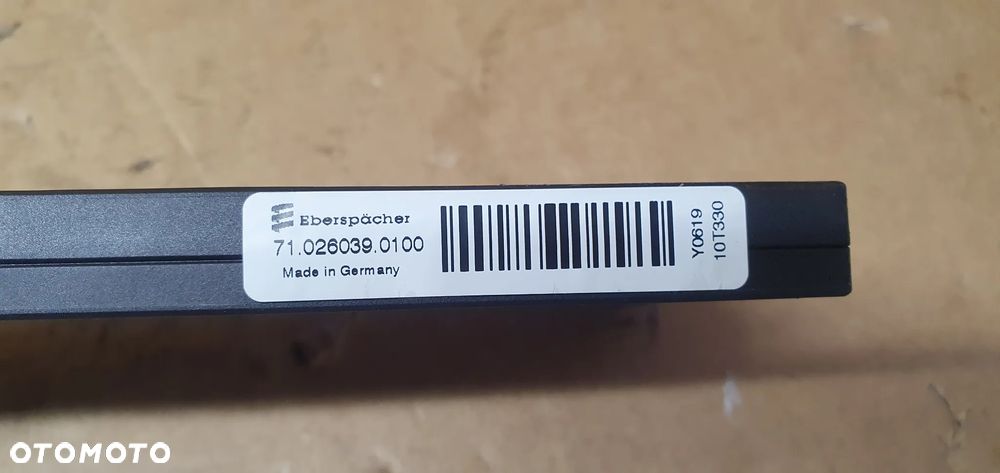 Eberspächer
71.026039.0100
Made in Germany
Y0619
10T330
OTOMOTO